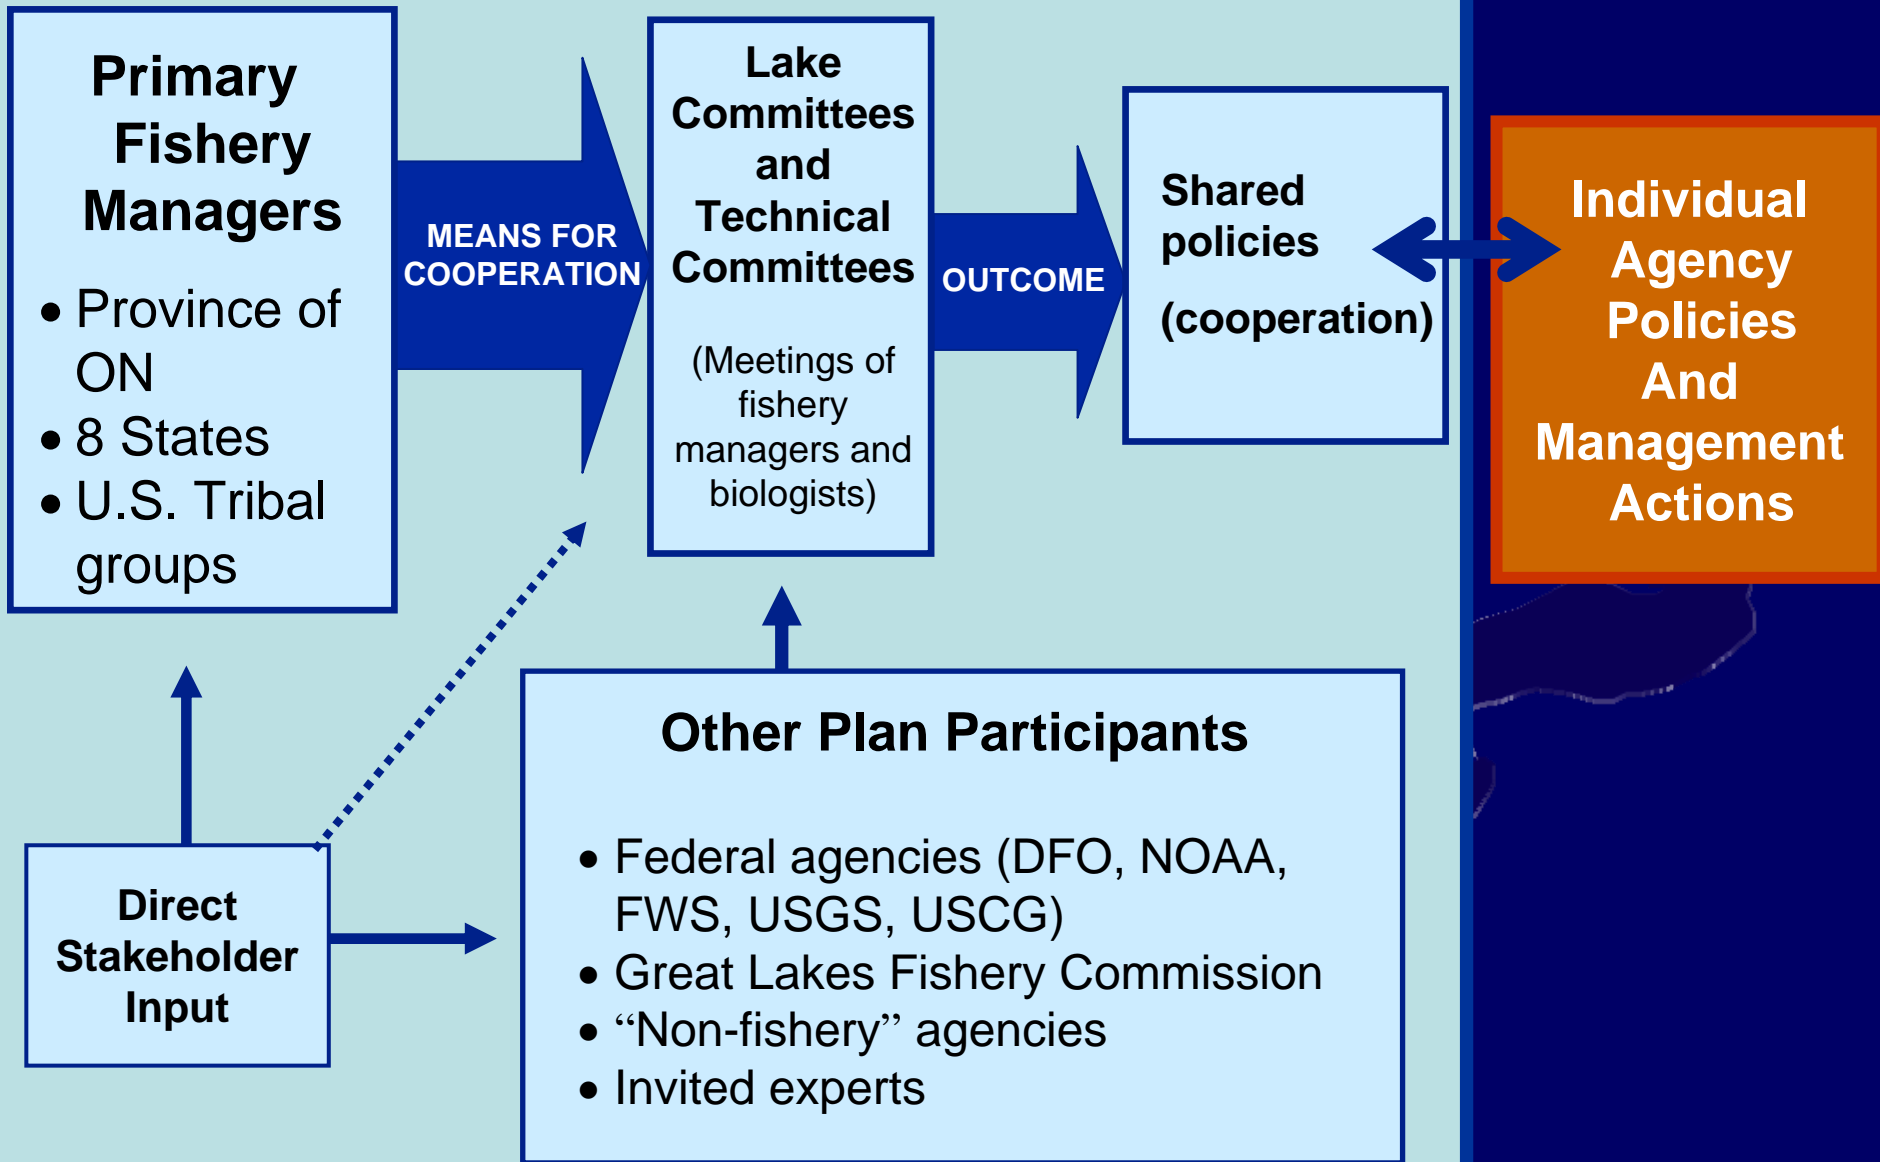 Primary
Fishery
Managers
• Province of
ON
• 8 States
• U.S. Tribal
groups
MEANS FOR
COOPERATION
Lake
Committees
and
Technical
Committees
(Meetings of
fishery
managers and
biologists)
OUTCOME
Shared
policies
(cooperation)
Individual
Agency
Policies
And
Management
Actions
Direct
Stakeholder
Input
Other Plan Participants
• Federal agencies (DFO, NOAA,
FWS, USGS, USCG)
• Great Lakes Fishery Commission
• “Non-fishery” agencies
• Invited experts